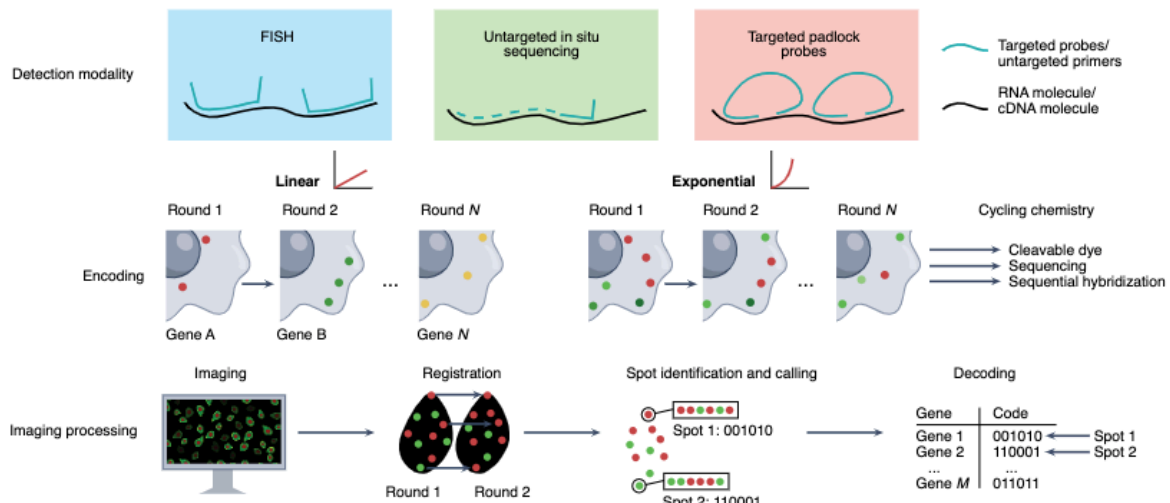 FISH
Untargeted in situ
sequencing
Targeted padlock
probes
Targeted probes/
untargeted primers
Detection modality
RNA molecule/
cDNA molecule
Linear
Exponential
Round 1
Round 2
Round N
Round 1
Round 2
Round N
Cycling chemistry
Encoding
...
...
Cleavable dye
Sequencing
Sequential hybridization
Gene A
Gene B
Gene N
Imaging
Registration
Spot identification and calling
Decoding
Imaging processing
Spot 1: 001010
Gene Code
Gene 1 001010 Spot 1
Gene 2 110001 Spot 2
... ...
Gene M 011011
Round 1
Round 2
Spot 2: 110001